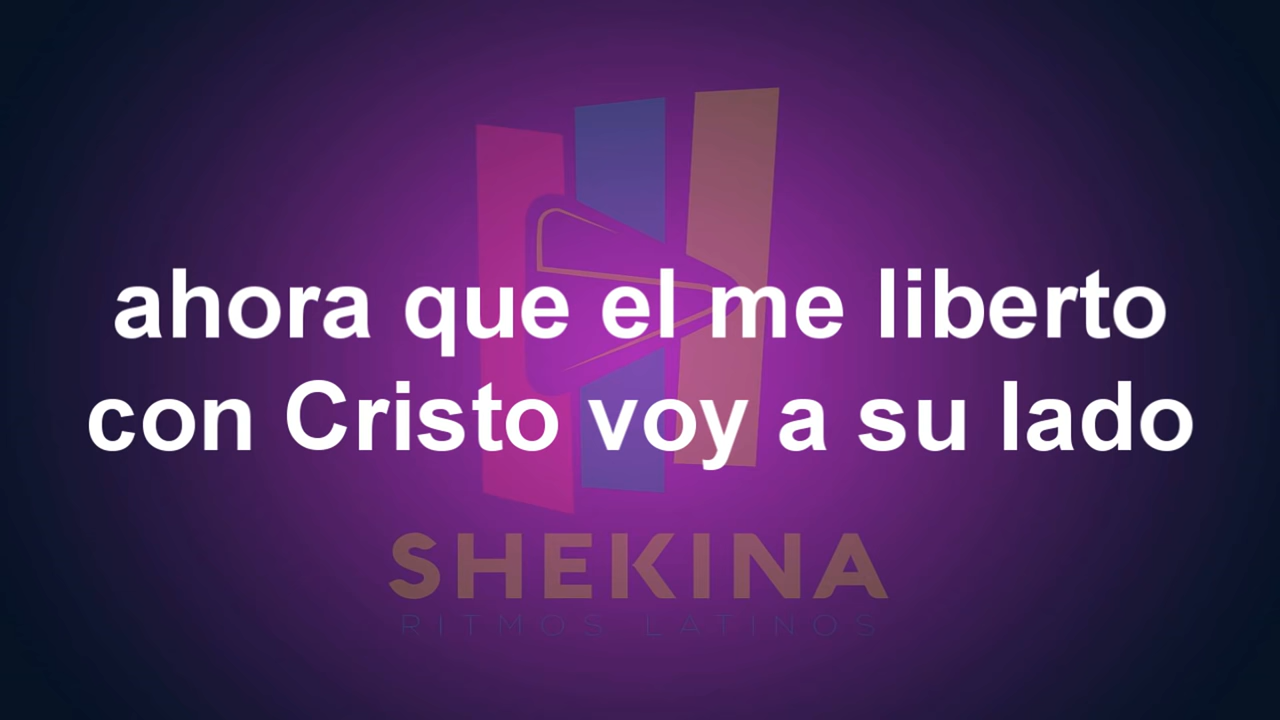 ahora que el me liberto
con Cristo voy a su lado
SHEKINA
RITMOS LATINOS